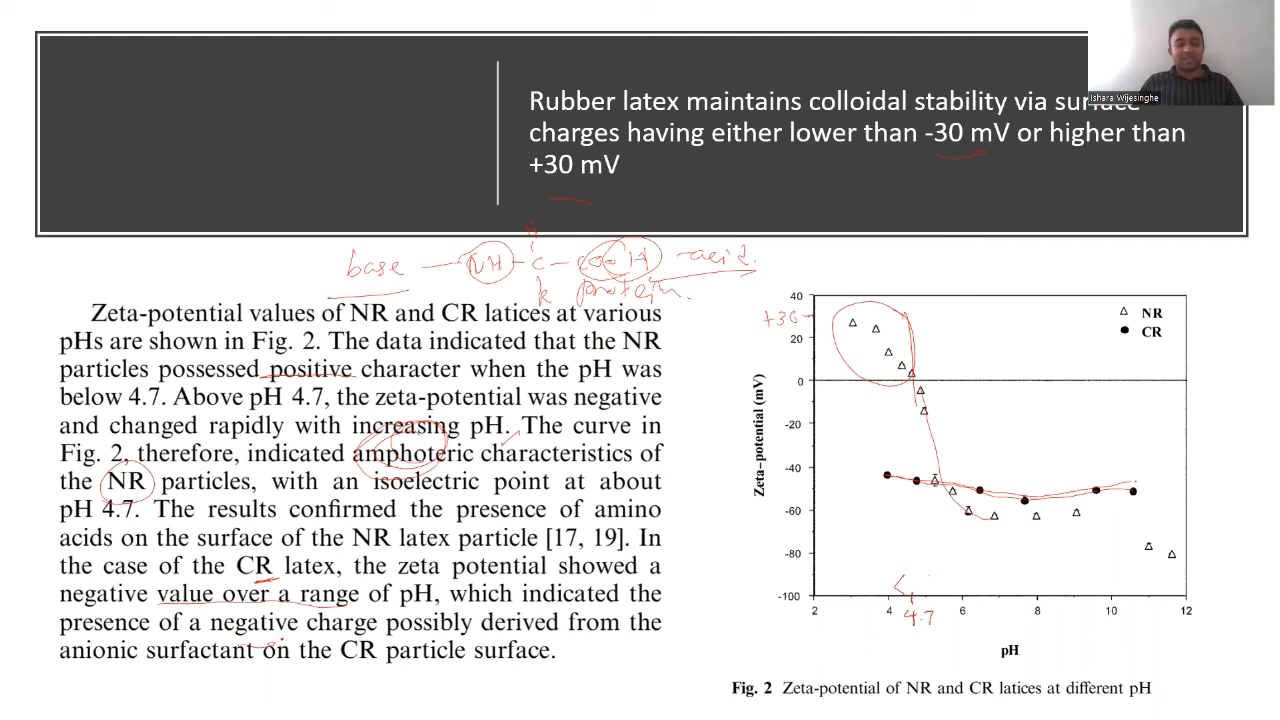 Ishara Wijesinghe
Rubber latex maintains colloidal stability via surface
charges having either lower than -30 mV or higher than
+30 mV
base — NH — C — COOH — acid.
H
R
protein.
Zeta-potential values of NR and CR latices at various
pHs are shown in Fig. 2. The data indicated that the NR
particles possessed positive character when the pH was
below 4.7. Above pH 4.7, the zeta-potential was negative
and changed rapidly with increasing pH. The curve in
Fig. 2, therefore, indicated amphoteric characteristics of
the NR particles, with an isoelectric point at about
pH 4.7. The results confirmed the presence of amino
acids on the surface of the NR latex particle [17, 19]. In
the case of the CR latex, the zeta potential showed a
negative value over a range of pH, which indicated the
presence of a negative charge possibly derived from the
anionic surfactant on the CR particle surface.
+30
40
20
0
-20
-40
-60
-80
-100
Zeta-potential (mV)
NR
CR
2 4 6 8 10 12
4.7
pH
Fig. 2 Zeta-potential of NR and CR latices at different pH